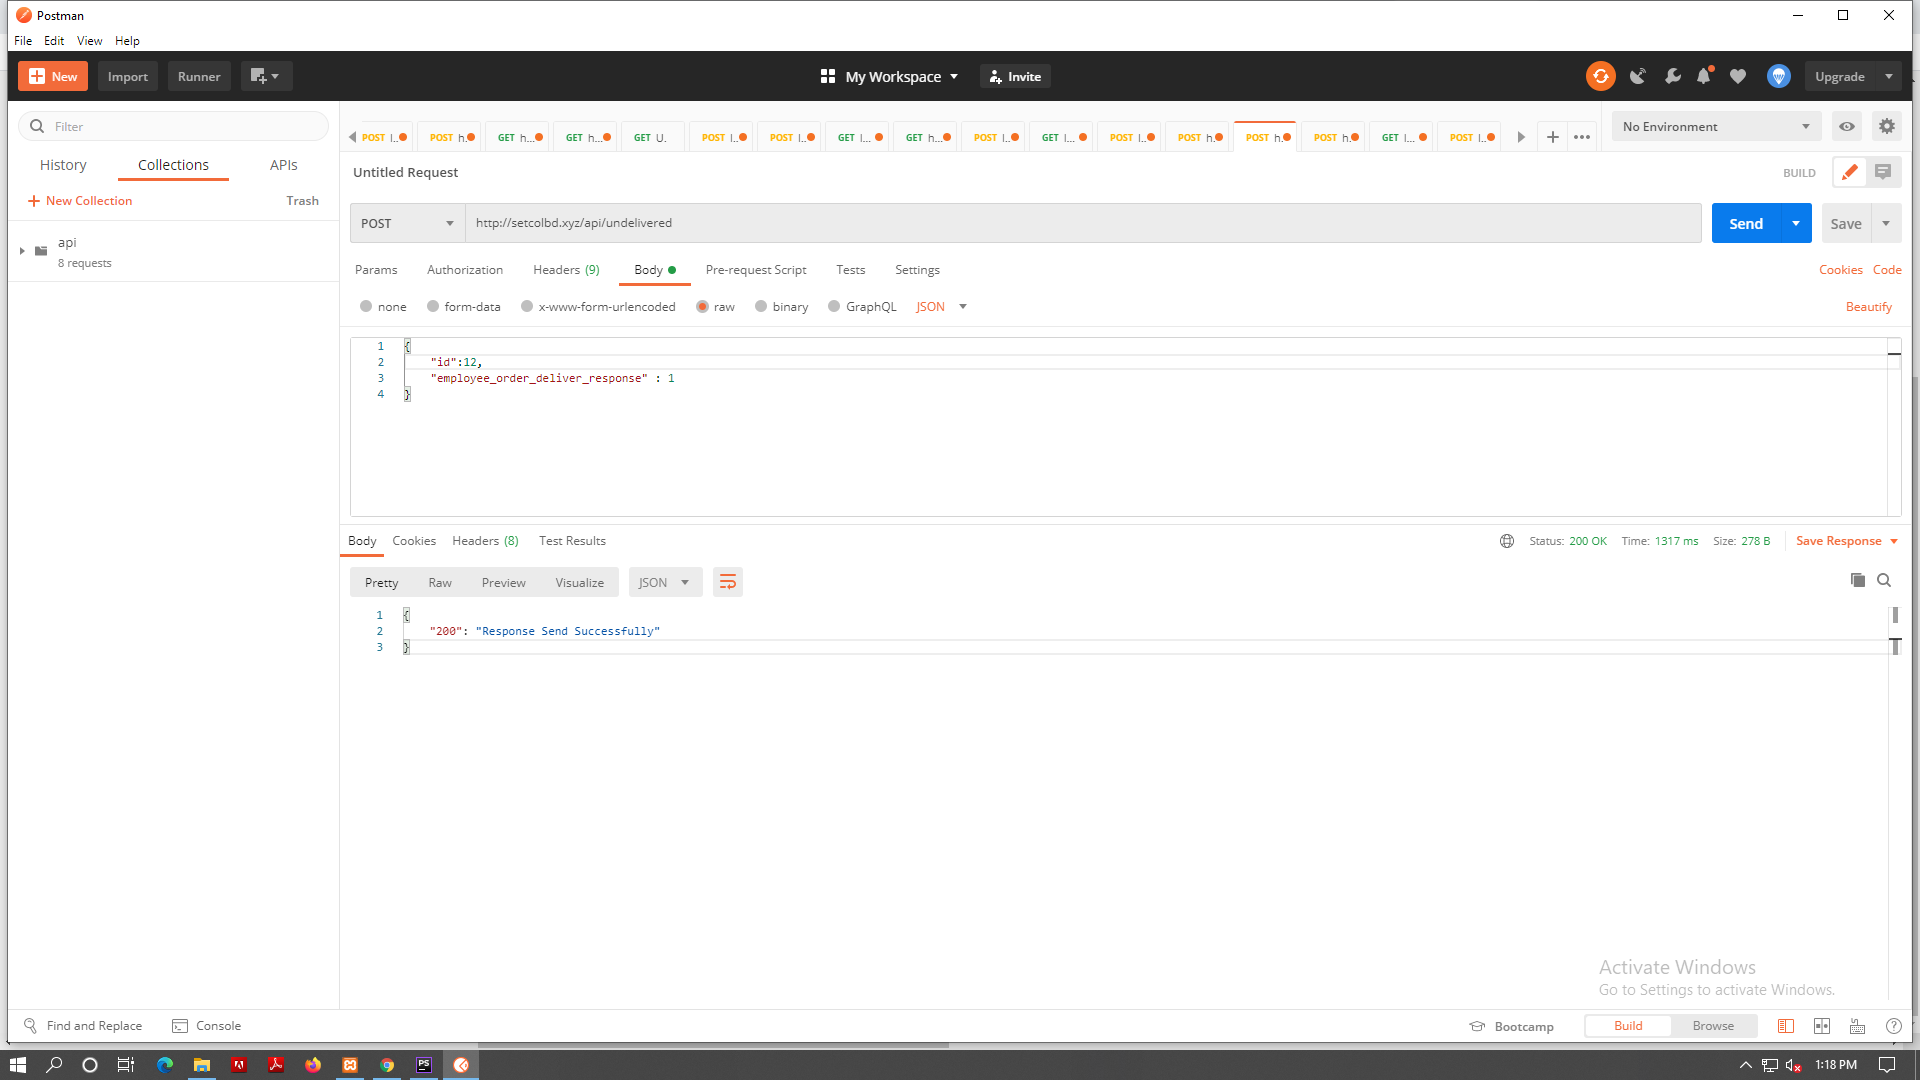 Postman
File Edit View Help
New Import Runner My Workspace Invite Upgrade
Filter
History Collections APIs
New Collection Trash
api
8 requests
POST l.. POST h. GET h... GET h... GET U. POST l.. POST l.. GET l... GET h... POST l.. GET l... POST l.. POST h. POST h. POST h. GET l... POST l.. No Environment
Untitled Request BUILD
POST http://setcolbd.xyz/api/undelivered Send Save
Params Authorization Headers (9) Body Pre-request Script Tests Settings Cookies Code
none form-data x-www-form-urlencoded raw binary GraphQL JSON Beautify
1 {
2 "id":12,
3 "employee_order_deliver_response" : 1
4 }
Body Cookies Headers (8) Test Results Status: 200 OK Time: 1317 ms Size: 278 B Save Response
Pretty Raw Preview Visualize JSON
1 {
2 "200": "Response Send Successfully"
3 }
Activate Windows
Go to Settings to activate Windows.
Find and Replace Console Bootcamp Build Browse
PS 1:18 PM